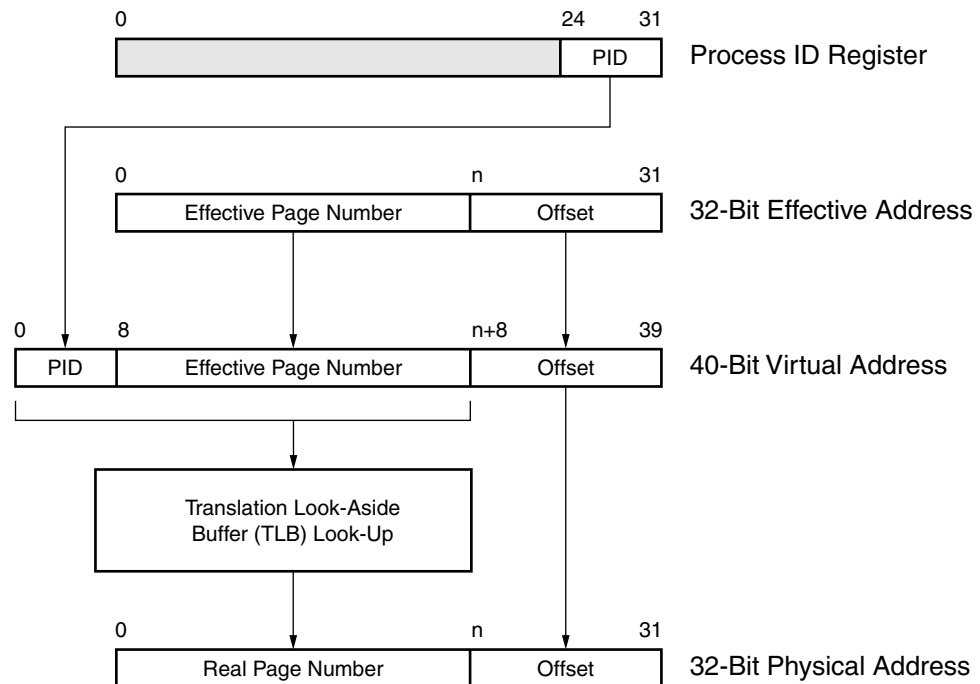 0 24 31
PID Process ID Register
0 n 31
Effective Page Number Offset 32-Bit Effective Address
0 8 n+8 39
PID Effective Page Number Offset 40-Bit Virtual Address
Translation Look-Aside
Buffer (TLB) Look-Up
0 n 31
Real Page Number Offset 32-Bit Physical Address